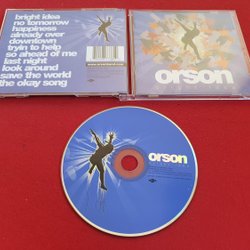 bright idea
no tomorrow
happiness
already over
downtown
tryin to help
so ahead of me
last night
look around
save the world
the okay song
orson
orson